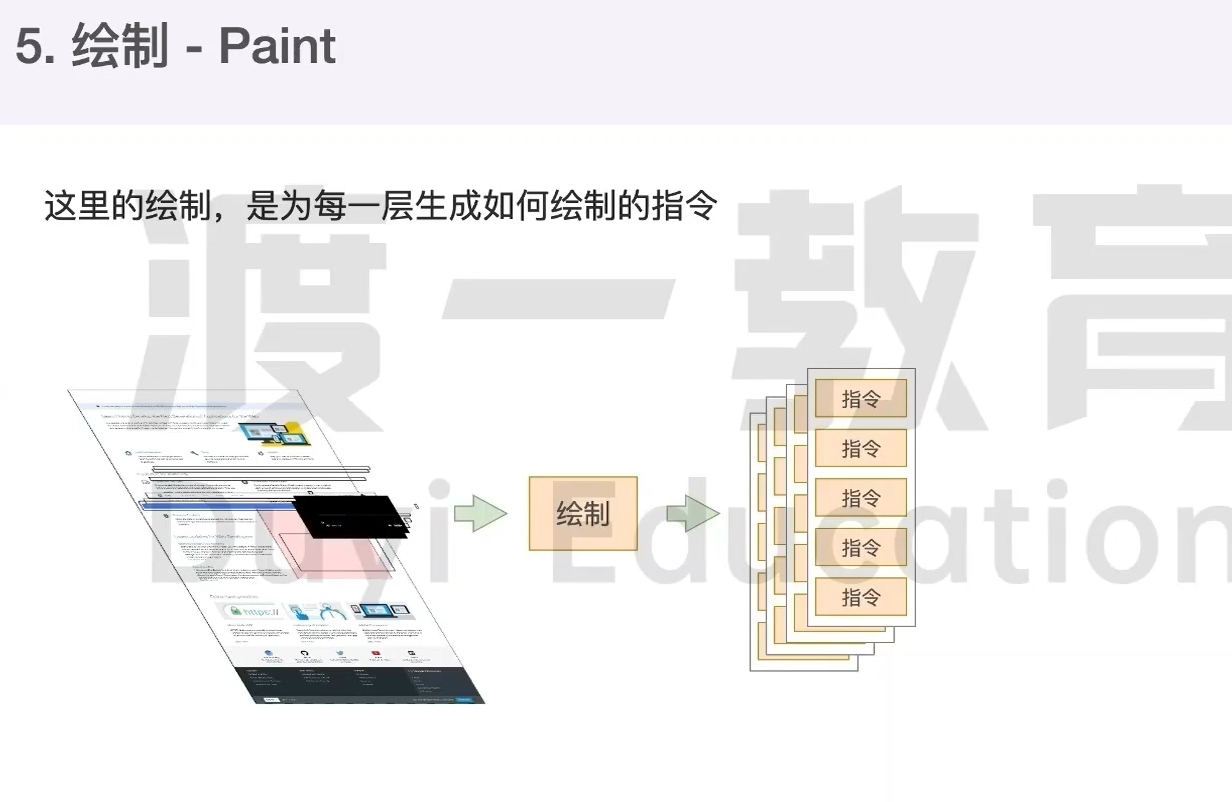 5. 绘制 - Paint
这里的绘制，是为每一层生成如何绘制的指令
渡一教育
duyi Education
https://
绘制
指令
指令
指令
指令
指令